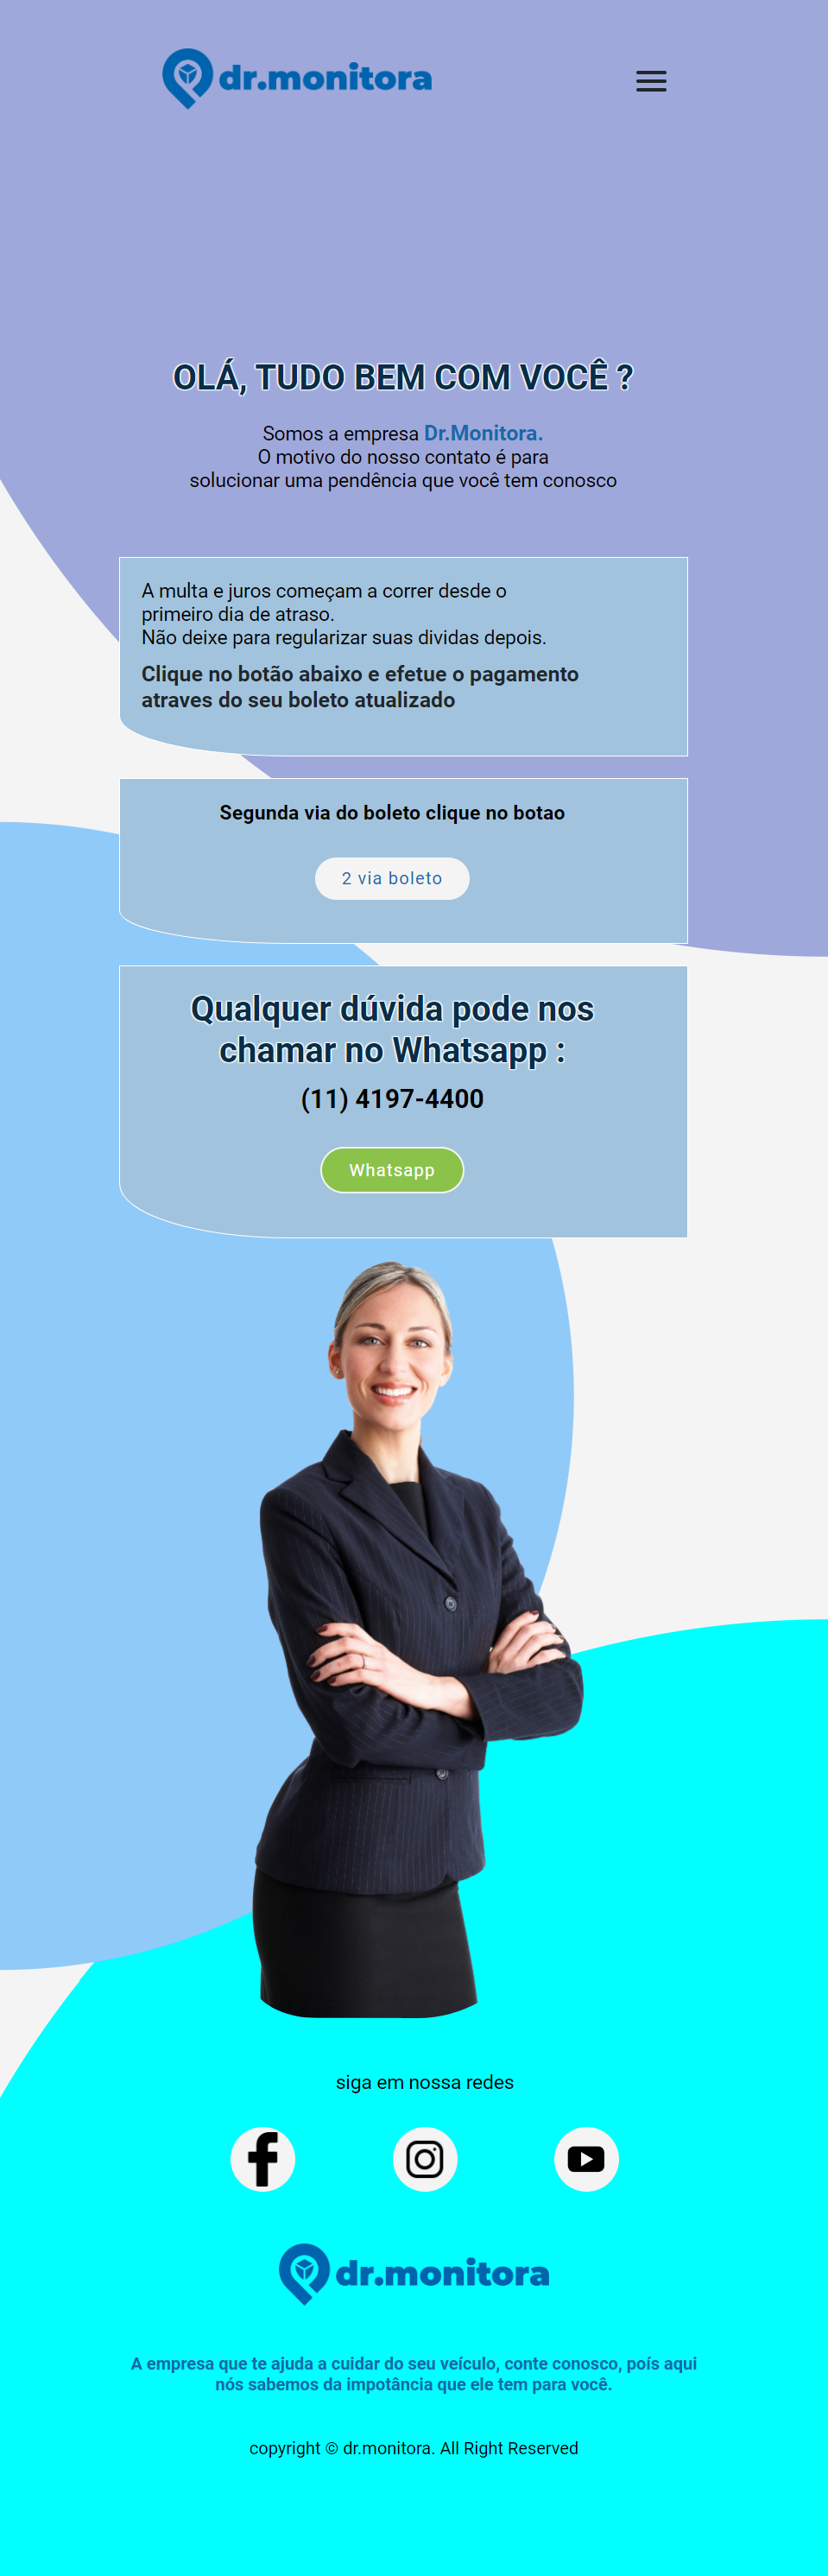 dr.monitora
OLÁ, TUDO BEM COM VOCÊ ?
Somos a empresa Dr.Monitora.
O motivo do nosso contato é para
solucionar uma pendência que você tem conosco
A multa e juros começam a correr desde o
primeiro dia de atraso.
Não deixe para regularizar suas dividas depois.
Clique no botão abaixo e efetue o pagamento
atraves do seu boleto atualizado
Segunda via do boleto clique no botao
2 via boleto
Qualquer dúvida pode nos
chamar no Whatsapp :
(11) 4197-4400
Whatsapp
siga em nossa redes
dr.monitora
A empresa que te ajuda a cuidar do seu veículo, conte conosco, poís aqui
nós sabemos da impotância que ele tem para você.
copyright © dr.monitora. All Right Reserved